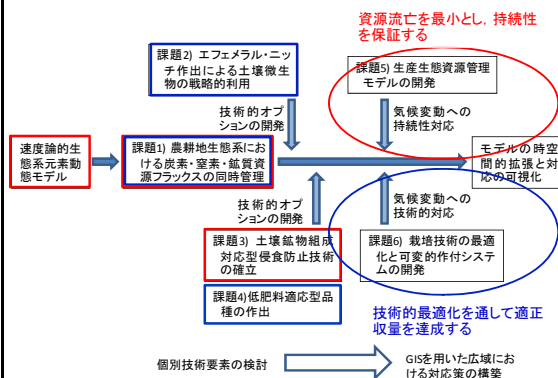 資源流亡を最小とし，持続性
を保証する
課題2) エフェメラル・ニッ
チ作出による土壌微生
物の戦略的利用
課題5) 生産生態資源管理
モデルの開発
技術的オプ
ションの開発
気候変動への
持続性対応
速度論的生
態系元素動
態モデル
課題1) 農耕地生態系にお
ける炭素・窒素・鉱質資
源フラックスの同時管理
モデルの時空
間的拡張と対
応の可視化
技術的オプ
ションの開発
気候変動への
技術的対応
課題3) 土壌鉱物組成
対応型侵食防止技術
の確立
課題6) 栽培技術の最適
化と可変的作付システ
ムの開発
課題4)低肥料適応型品
種の作出
技術的最適化を通して適正
収量を達成する
個別技術要素の検討
GISを用いた広域にお
ける対応策の構築